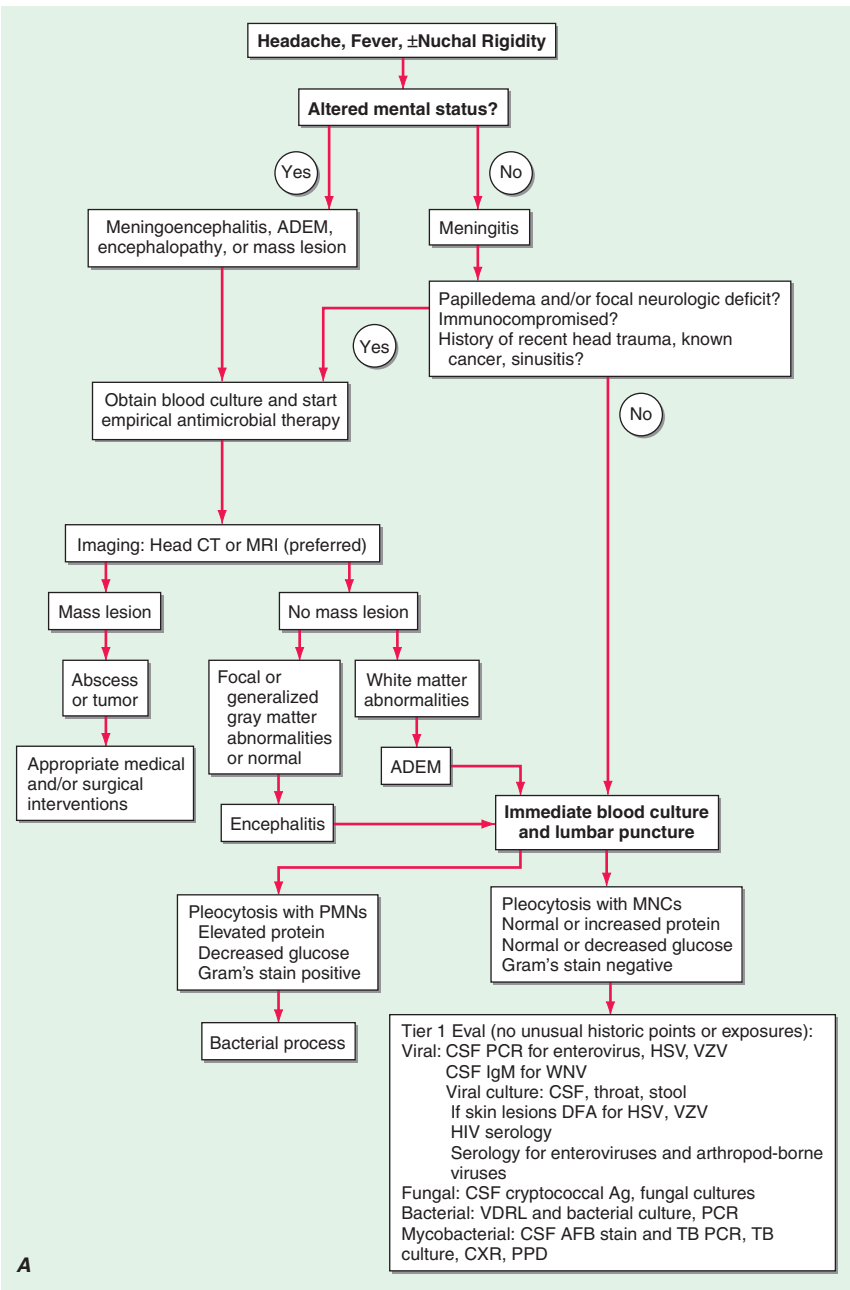 Headache, Fever, ±Nuchal Rigidity
Altered mental status?
Yes
No
Meningoencephalitis, ADEM,
encephalopathy, or mass lesion
Meningitis
Papilledema and/or focal neurologic deficit?
Immunocompromised?
History of recent head trauma, known
cancer, sinusitis?
Yes
No
Obtain blood culture and start
empirical antimicrobial therapy
Imaging: Head CT or MRI (preferred)
Mass lesion
No mass lesion
Abscess
or tumor
Focal or
generalized
gray matter
abnormalities
or normal
White matter
abnormalities
Appropriate medical
and/or surgical
interventions
ADEM
Encephalitis
Immediate blood culture
and lumbar puncture
Pleocytosis with PMNs
Elevated protein
Decreased glucose
Gram's stain positive
Pleocytosis with MNCs
Normal or increased protein
Normal or decreased glucose
Gram's stain negative
Bacterial process
Tier 1 Eval (no unusual historic points or exposures):
Viral: CSF PCR for enterovirus, HSV, VZV
CSF IgM for WNV
Viral culture: CSF, throat, stool
If skin lesions DFA for HSV, VZV
HIV serology
Serology for enteroviruses and arthropod-borne
viruses
Fungal: CSF cryptococcal Ag, fungal cultures
Bacterial: VDRL and bacterial culture, PCR
Mycobacterial: CSF AFB stain and TB PCR, TB
culture, CXR, PPD
A